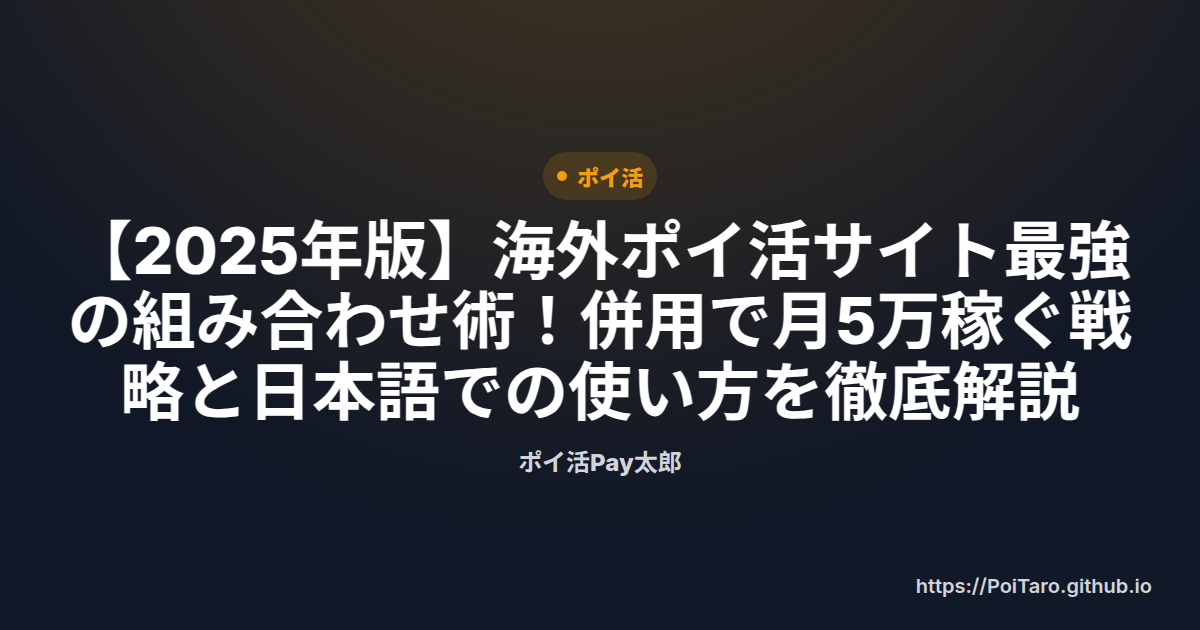 ポイ活
【2025年版】海外ポイ活サイト最強
の組み合わせ術！併用で月5万稼ぐ戦
略と日本語での使い方を徹底解説
ポイ活Pay太郎
https://PoiTaro.github.io